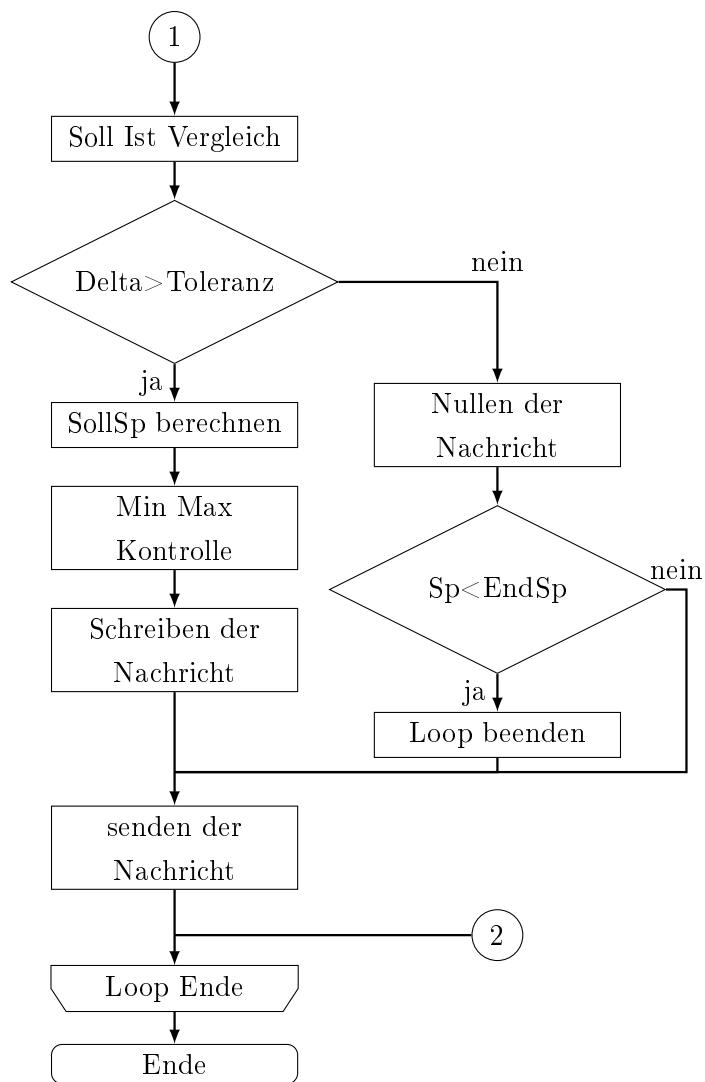 1
Soll Ist Vergleich
Delta>Toleranz
nein
ja
SollSp berechnen
Nullen der
Nachricht
Min Max
Kontrolle
Sp<EndSp
nein
Schreiben der
Nachricht
ja
Loop beenden
senden der
Nachricht
2
Loop Ende
Ende